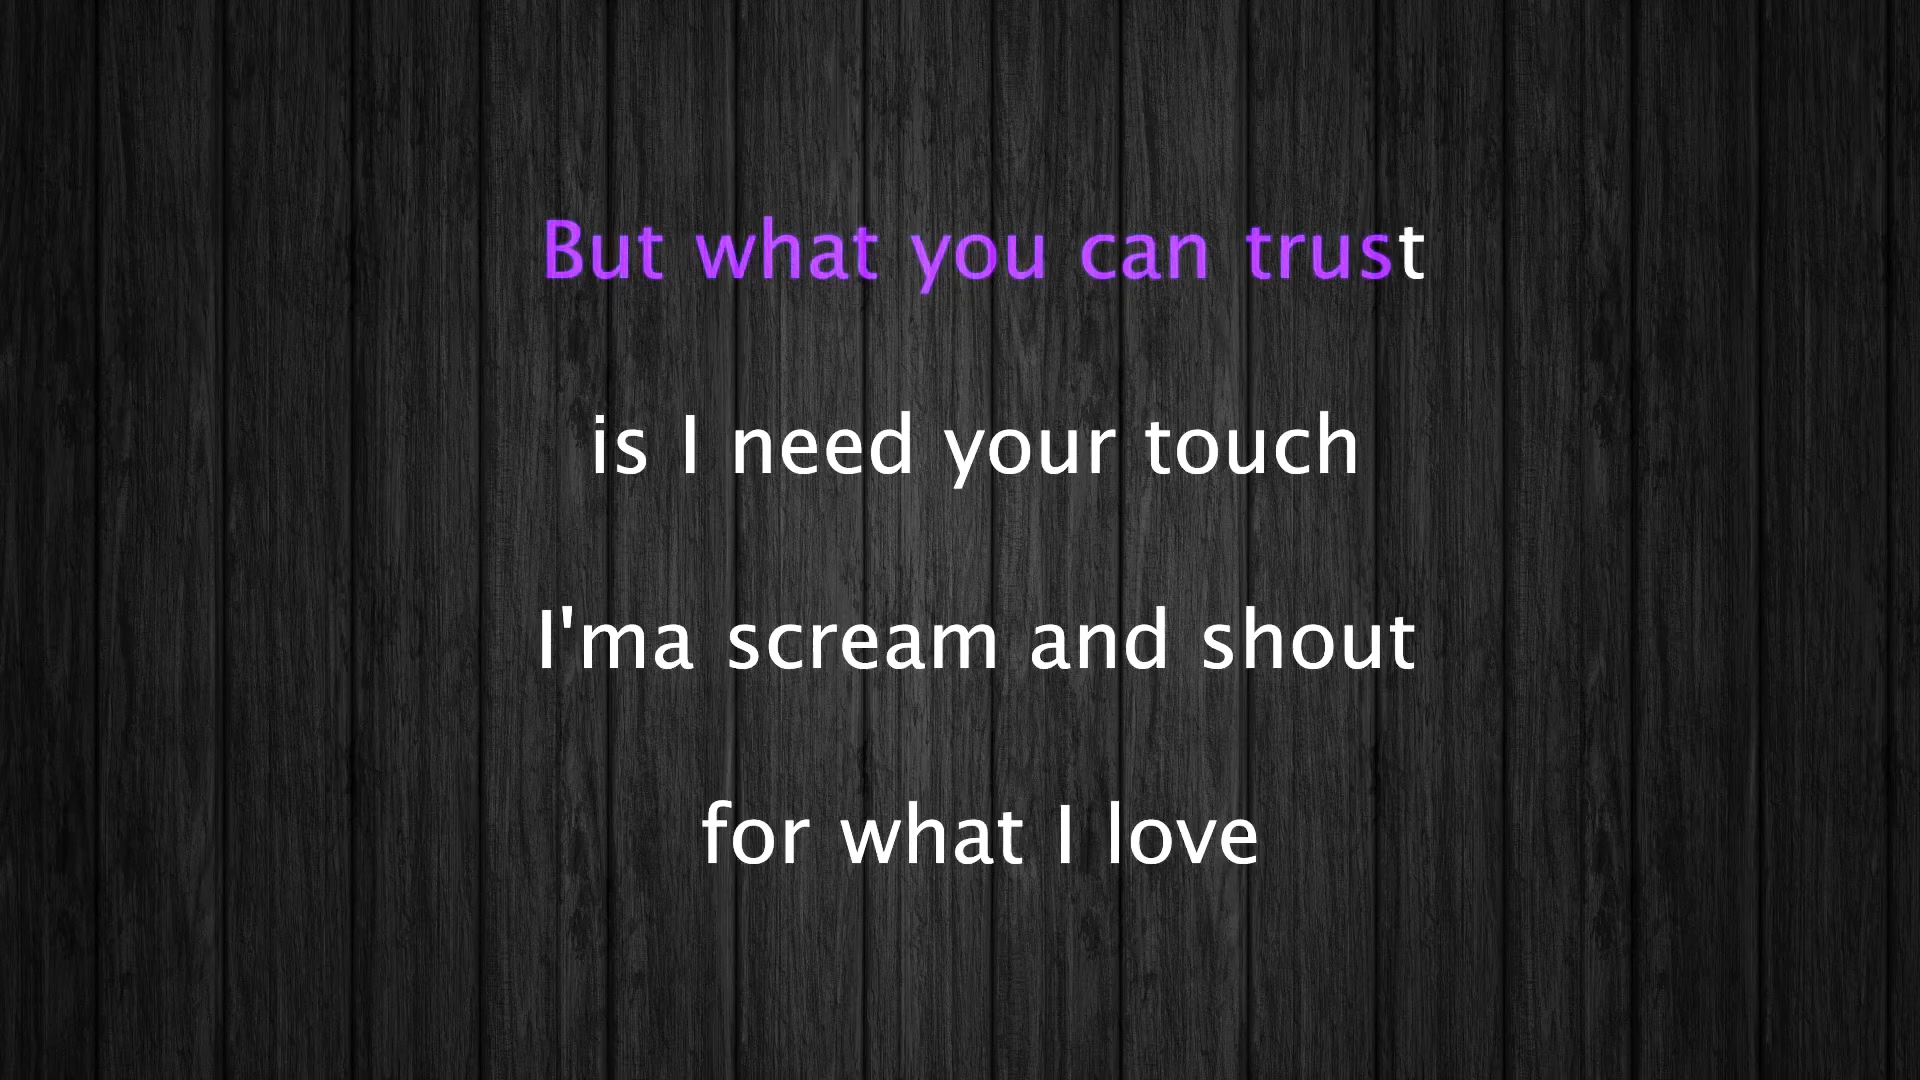 But what you can trust
is I need your touch
I'ma scream and shout
for what I love